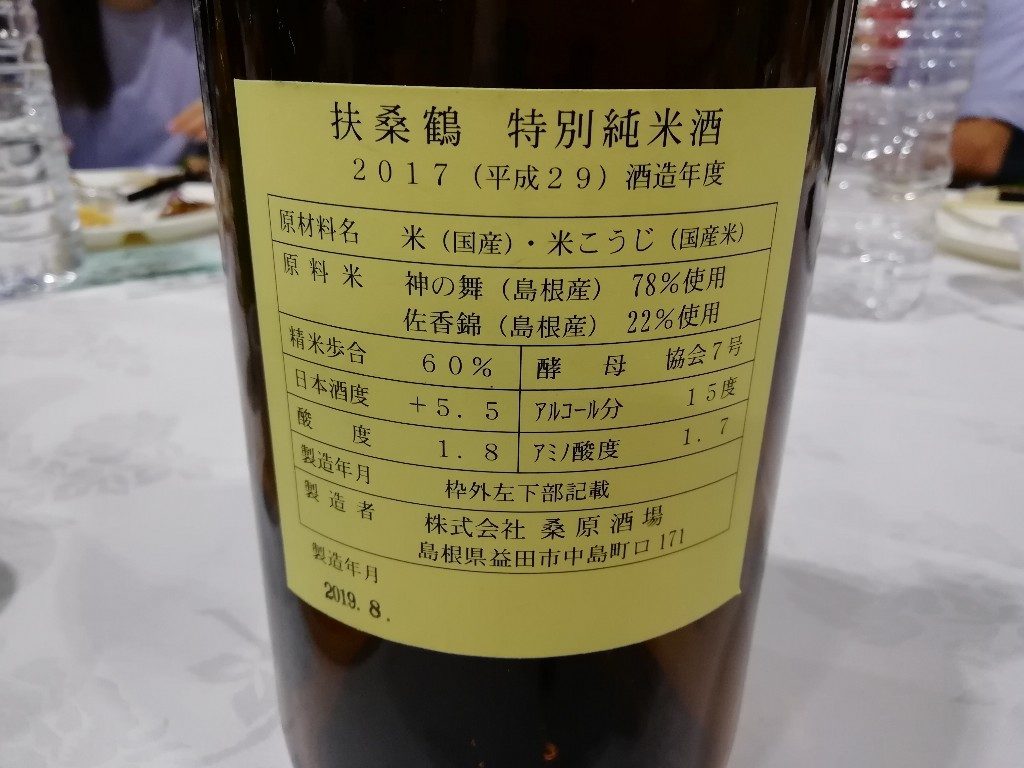 扶桑鶴 特別純米酒
2017(平成29)酒造年度
原材料名 米(国産)・米こうじ(国産米)
原料米 神の舞(島根産) 78%使用
佐香錦(島根産) 22%使用
精米歩合 60% 酵母 協会7号
日本酒度 +5.5 アルコール分 15度
酸度 1.8 アミノ酸度 1.7
製造年月 枠外左下部記載
製造者 株式会社 桑原酒場
島根県益田市中島町ロ171
製造年月
2019.8.